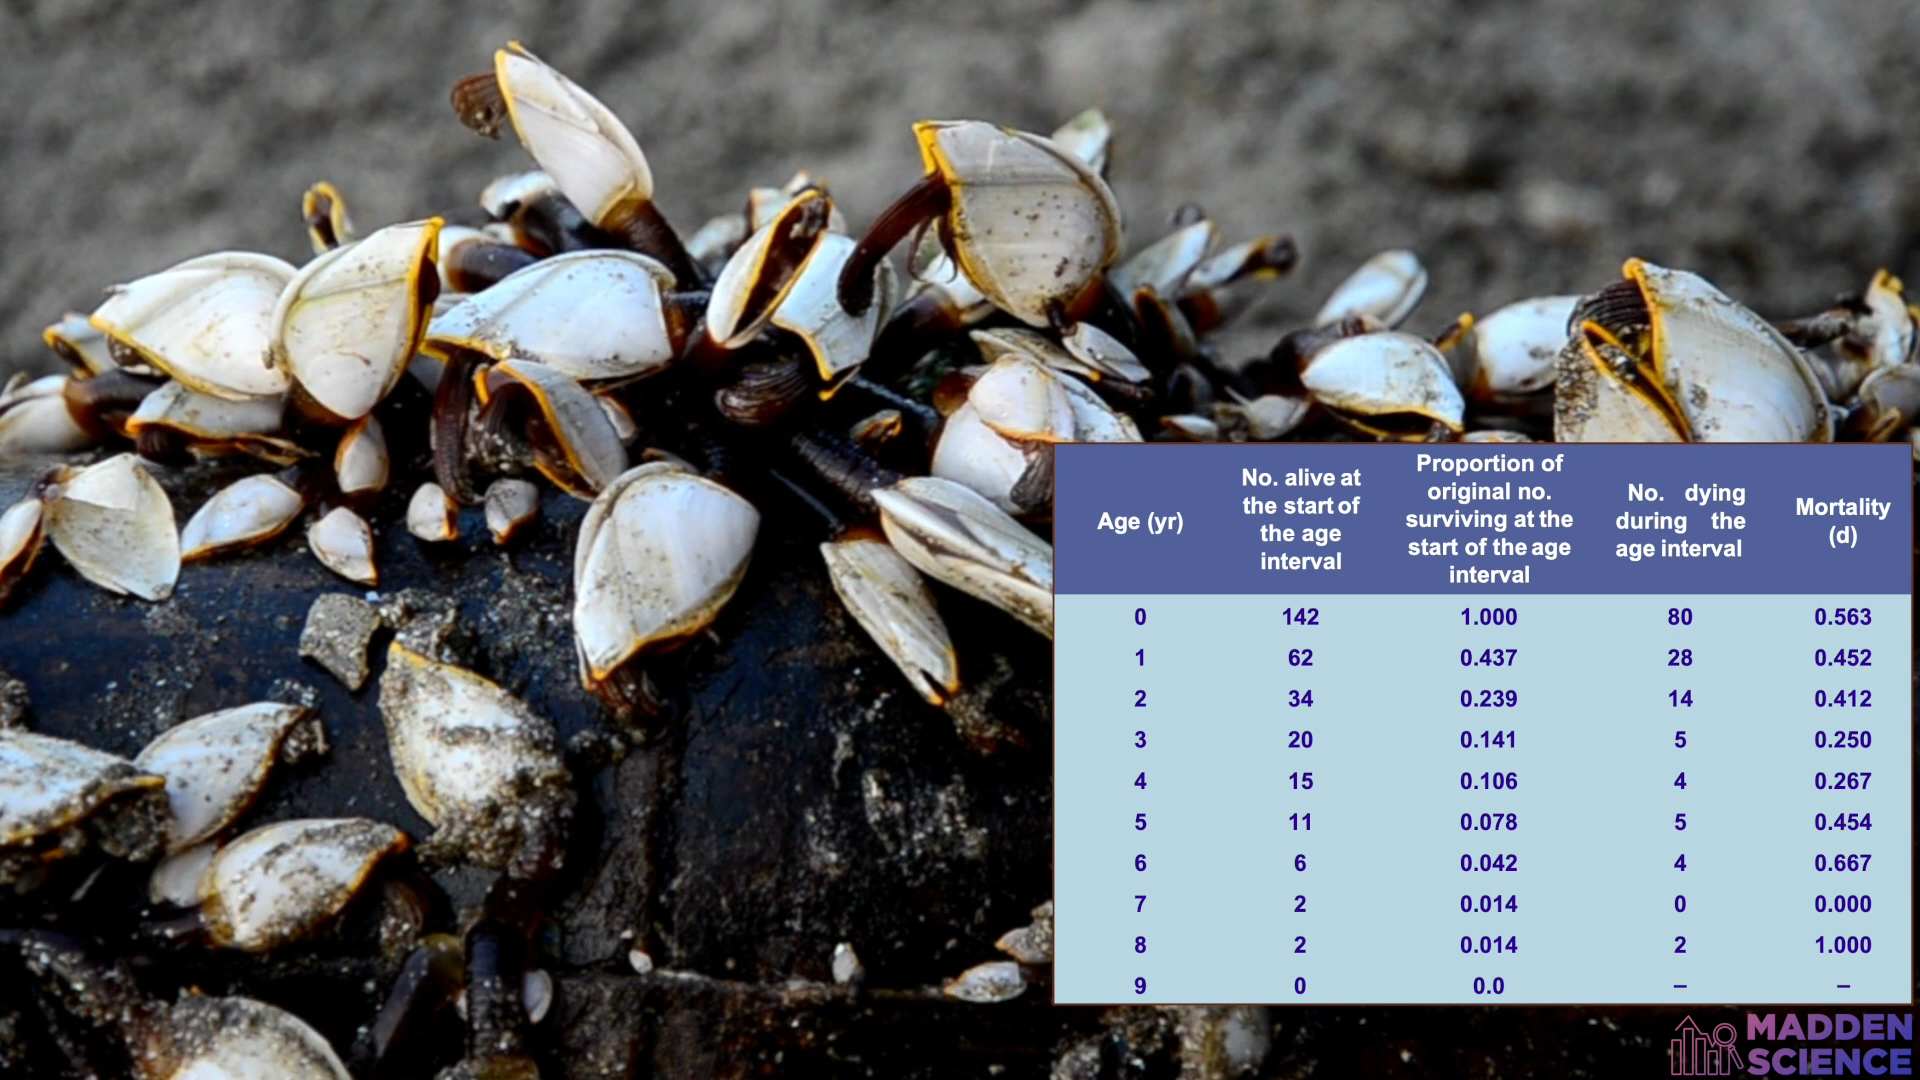 Age (yr)
No. alive at
the start of
the age
interval
Proportion of
original no.
surviving at the
start of the age
interval
No. dying
during the
age interval
Mortality
(d)
0 142 1.000 80 0.563
1 62 0.437 28 0.452
2 34 0.239 14 0.412
3 20 0.141 5 0.250
4 15 0.106 4 0.267
5 11 0.078 5 0.454
6 6 0.042 4 0.667
7 2 0.014 0 0.000
8 2 0.014 2 1.000
9 0 0.0 – –
MADDEN
SCIENCE